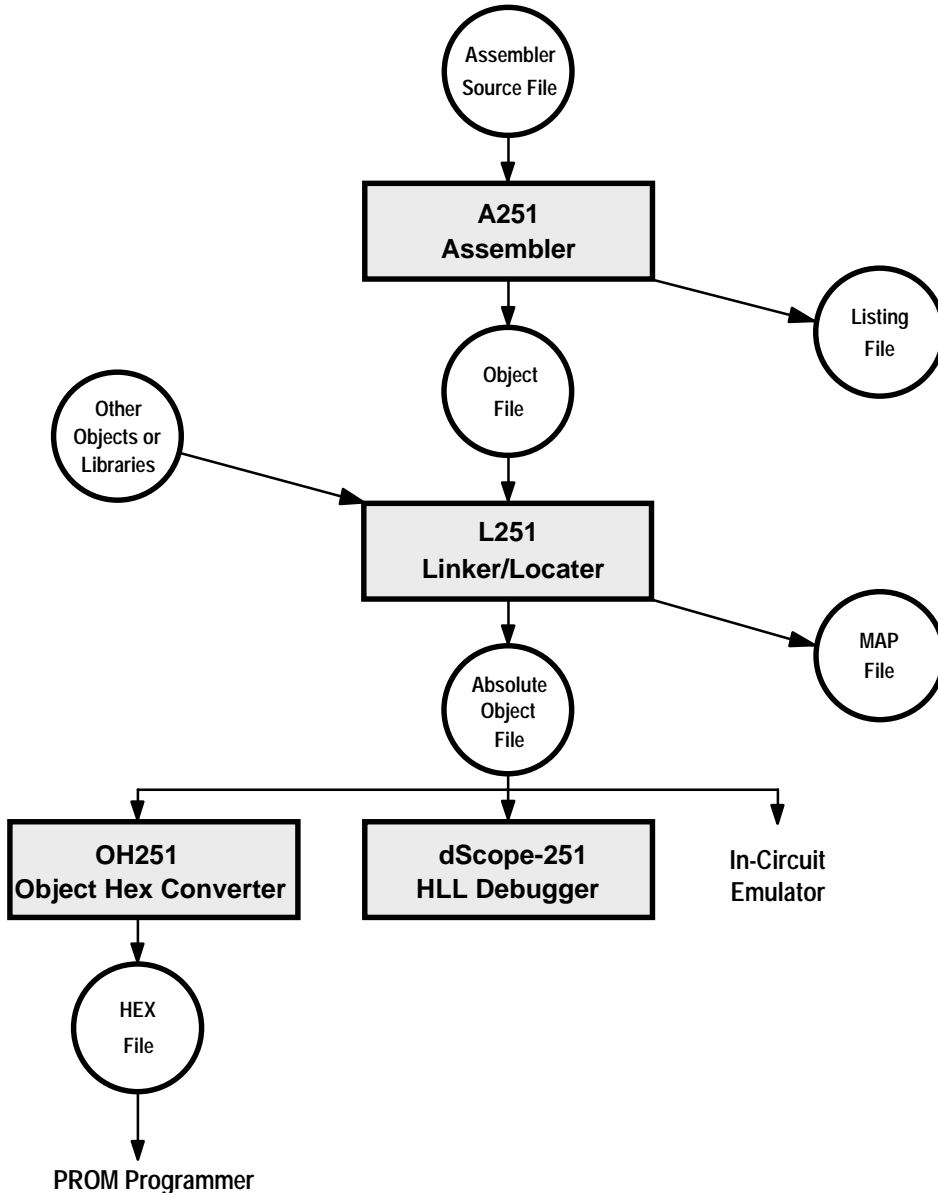 Assembler
Source File
A251
Assembler
Listing
File
Object
File
Other
Objects or
Libraries
L251
Linker/Locater
MAP
File
Absolute
Object
File
OH251
Object Hex Converter
dScope-251
HLL Debugger
In-Circuit
Emulator
HEX
File
PROM Programmer